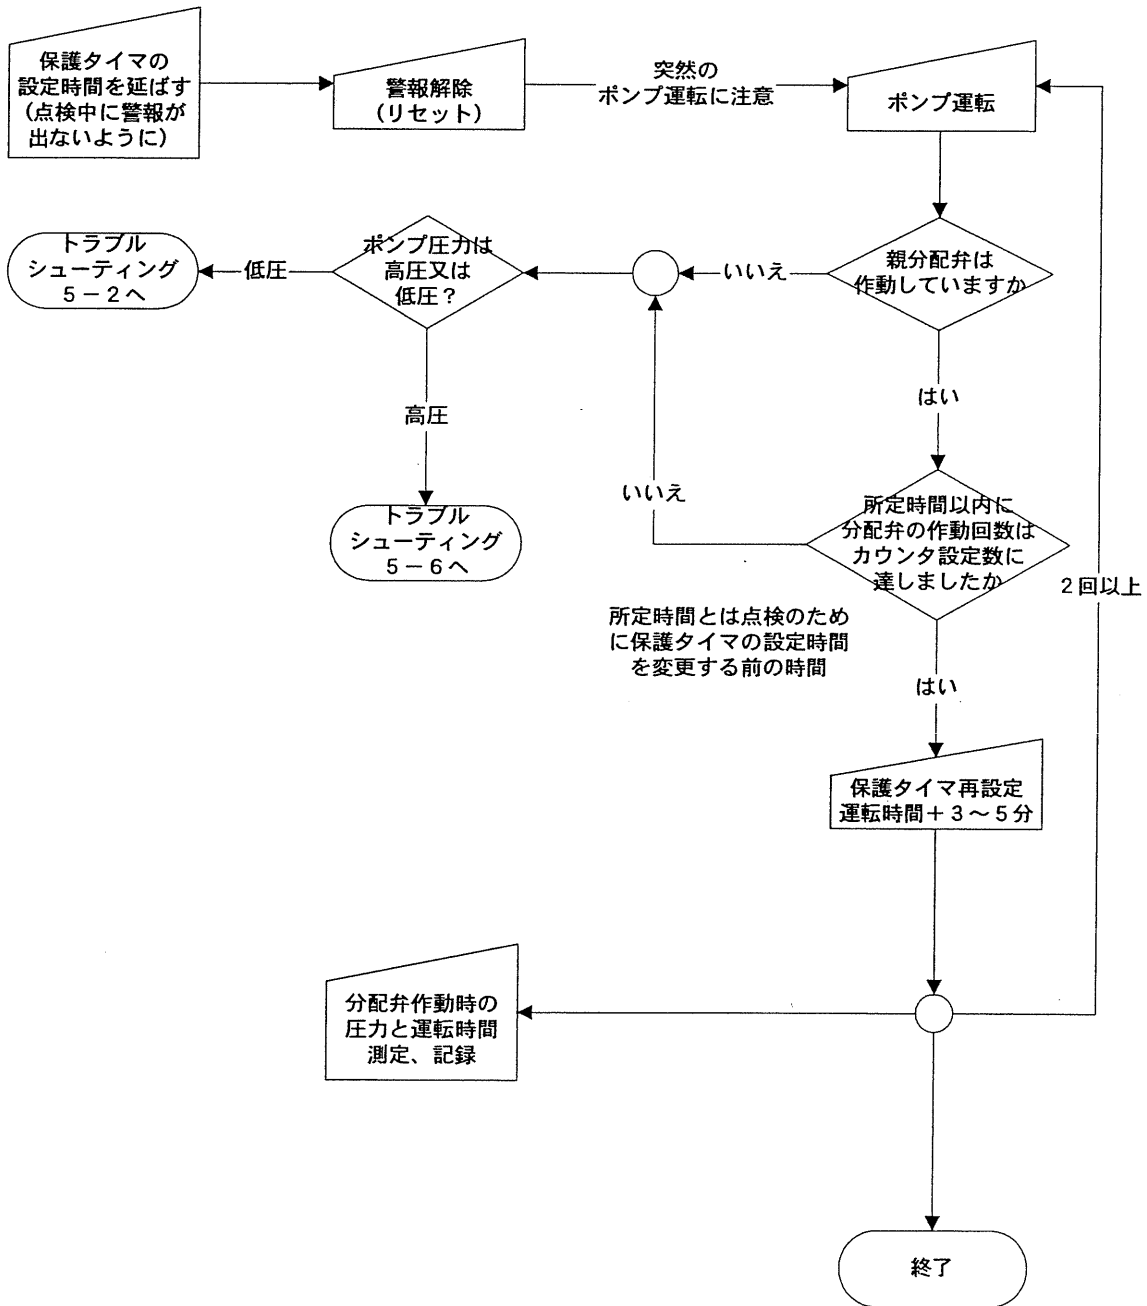 保護タイマの
設定時間を延ばす
(点検中に警報が
出ないように)
警報解除
(リセット)
突然の
ポンプ運転に注意
ポンプ運転
トラブル
シューティング
5-2へ
低圧
ポンプ圧力は
高圧又は
低圧?
いいえ
親分配弁は
作動していますか
はい
高圧
いいえ
所定時間以内に
分配弁の作動回数は
カウンタ設定数に
達しましたか
トラブル
シューティング
5-6へ
2回以上
所定時間とは点検のため
に保護タイマの設定時間
を変更する前の時間
はい
保護タイマ再設定
運転時間+3~5分
分配弁作動時の
圧力と運転時間
測定、記録
終了